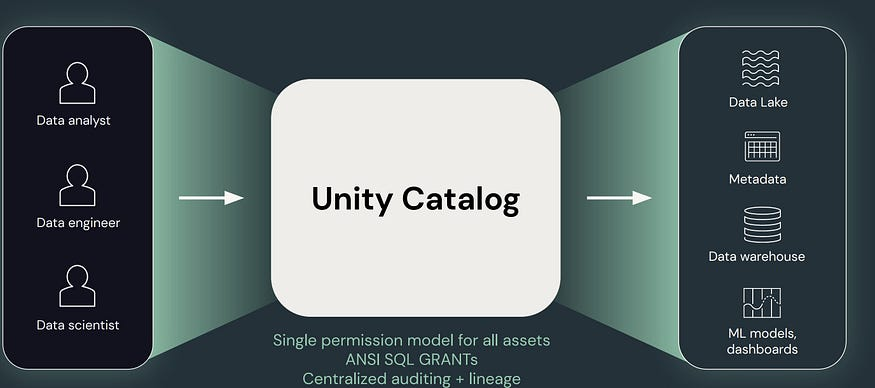 Data analyst
Data engineer
Data scientist
Unity Catalog
Single permission model for all assets
ANSI SQL GRANTs
Centralized auditing + lineage
Data Lake
Metadata
Data warehouse
ML models,
dashboards